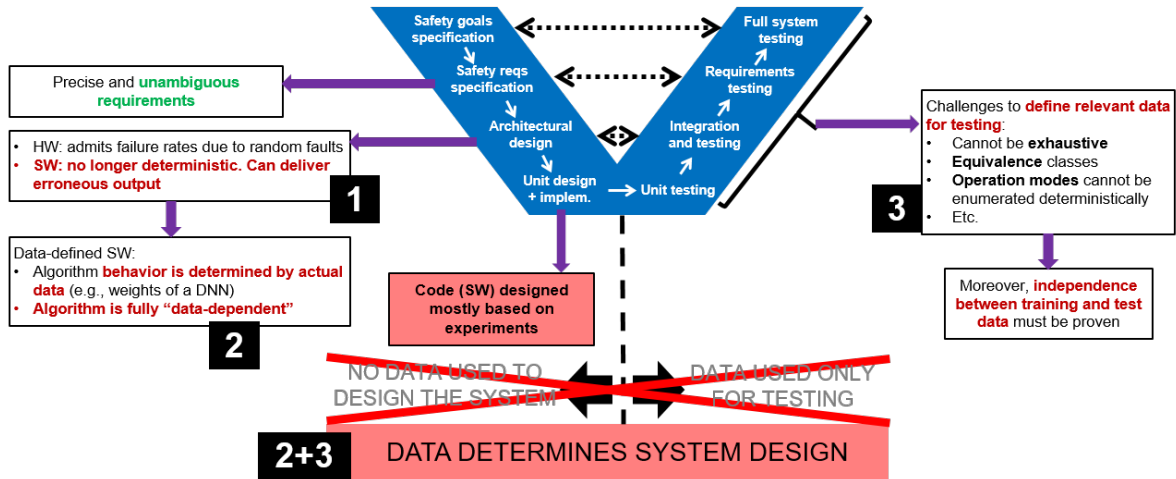 Safety goals
specification
Safety reqs
specification
Architectural
design
Unit design
+ implem.
Unit testing
Integration
and testing
Requirements
testing
Full system
testing
Precise and unambiguous
requirements
• HW: admits failure rates due to random faults
• SW: no longer deterministic. Can deliver
erroneous output
1
Data-defined SW:
• Algorithm behavior is determined by actual
data (e.g., weights of a DNN)
• Algorithm is fully “data-dependent”
2
Code (SW) designed
mostly based on
experiments
Challenges to define relevant data
for testing:
• Cannot be exhaustive
• Equivalence classes
• Operation modes cannot be
enumerated deterministically
• Etc.
3
Moreover, independence
between training and test
data must be proven
NO DATA USED TO
DESIGN THE SYSTEM
DATA USED ONLY
FOR TESTING
2+3
DATA DETERMINES SYSTEM DESIGN